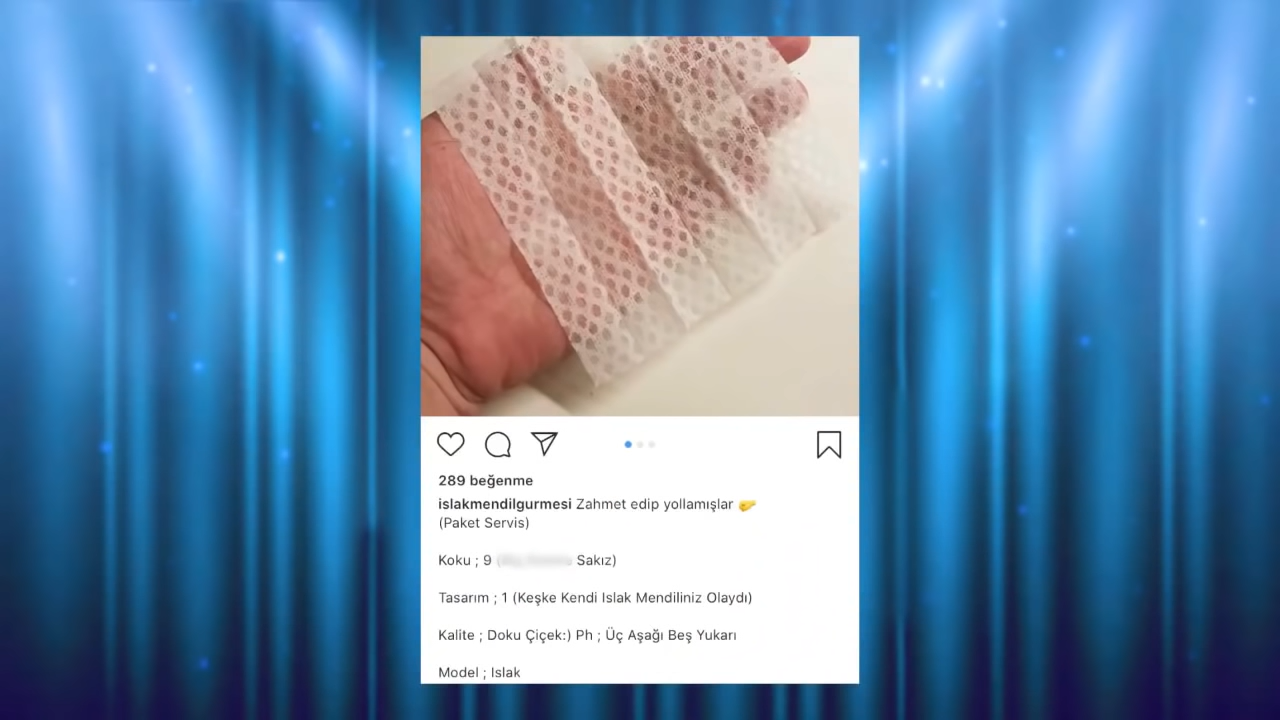 289 beğenme
islakmendilgurmesi Zahmet edip yollamışlar 🤛
(Paket Servis)
Koku ; 9 ( Sakız)
Tasarım ; 1 (Keşke Kendi Islak Mendiliniz Olaydı)
Kalite ; Doku Çiçek:) Ph ; Üç Aşağı Beş Yukarı
Model ; Islak